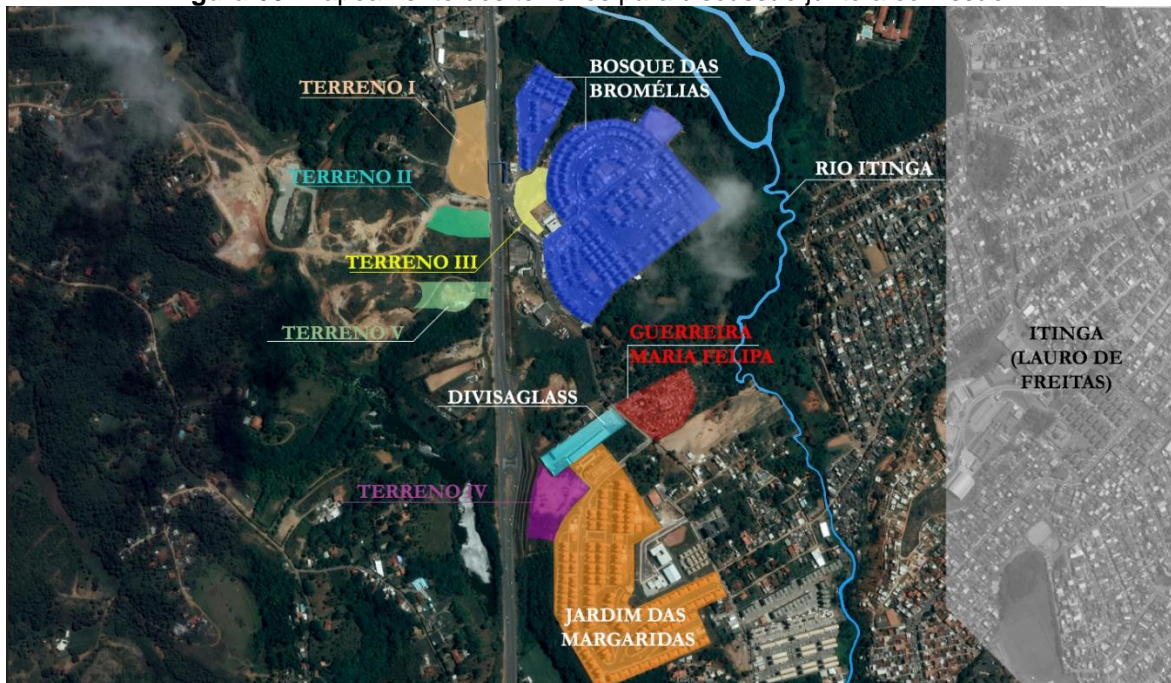 TERRENO I
BOSQUE DAS
BROMÉLIAS
TERRENO II
RIO ITINGA
TERRENO III
TERRENO V
GUERREIRA
MARIA FELIPA
ITINGA
(LAURO DE
FREITAS)
DIVISAGLASS
TERRENO IV
JARDIM DAS
MARGARIDAS